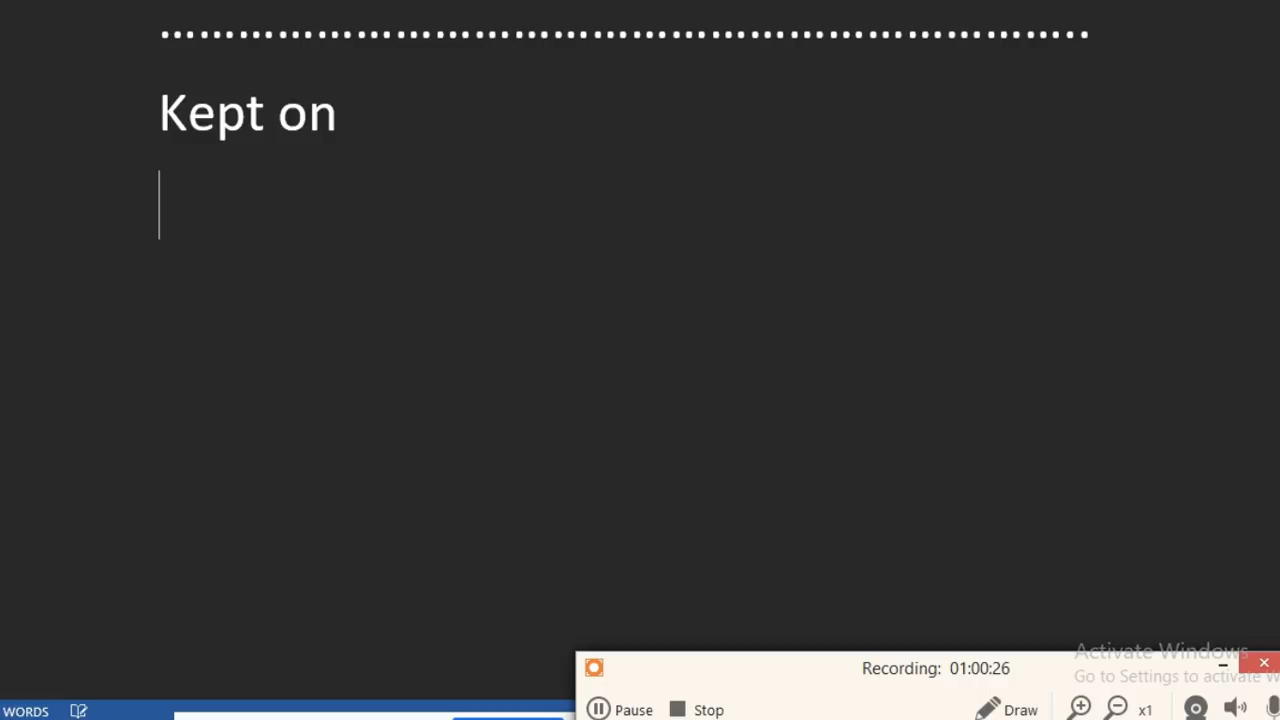 ……………………………………………………………
Kept on
Activate Windows
Recording: 01:00:26
Go to Settings to activate W
WORDS
Pause
Stop
Draw
x1